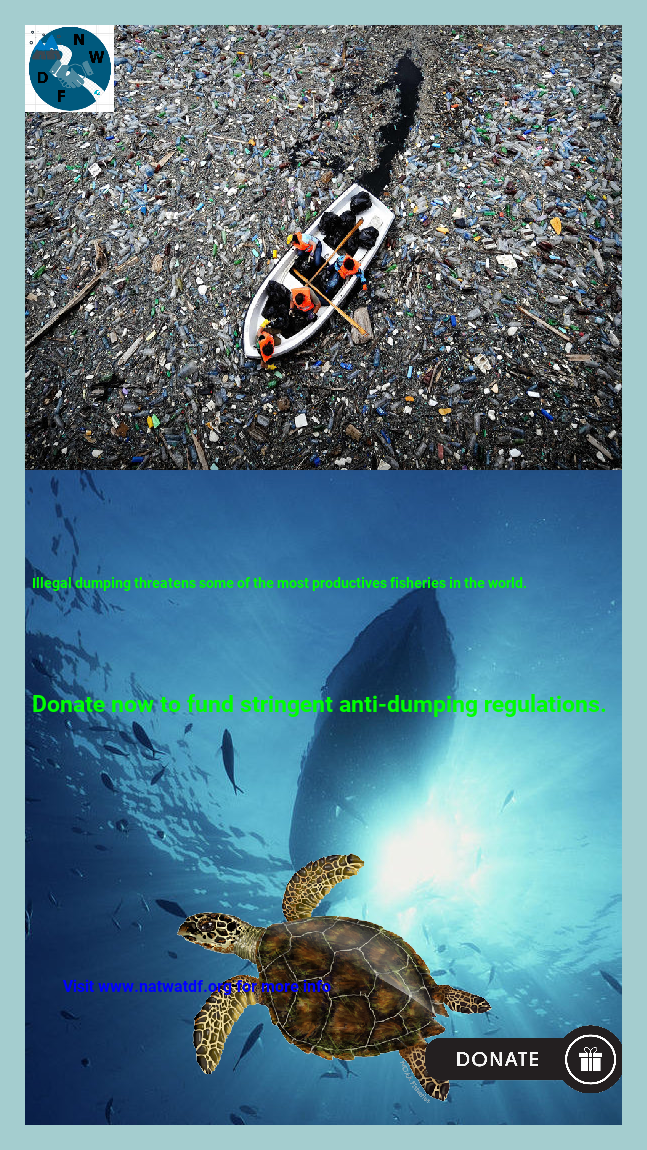 N
W
D
F
Illegal dumping threatens some of the most productives fisheries in the world.
Donate now to fund stringent anti-dumping regulations.
Visit www.natwatdf.org for more info
DONATE